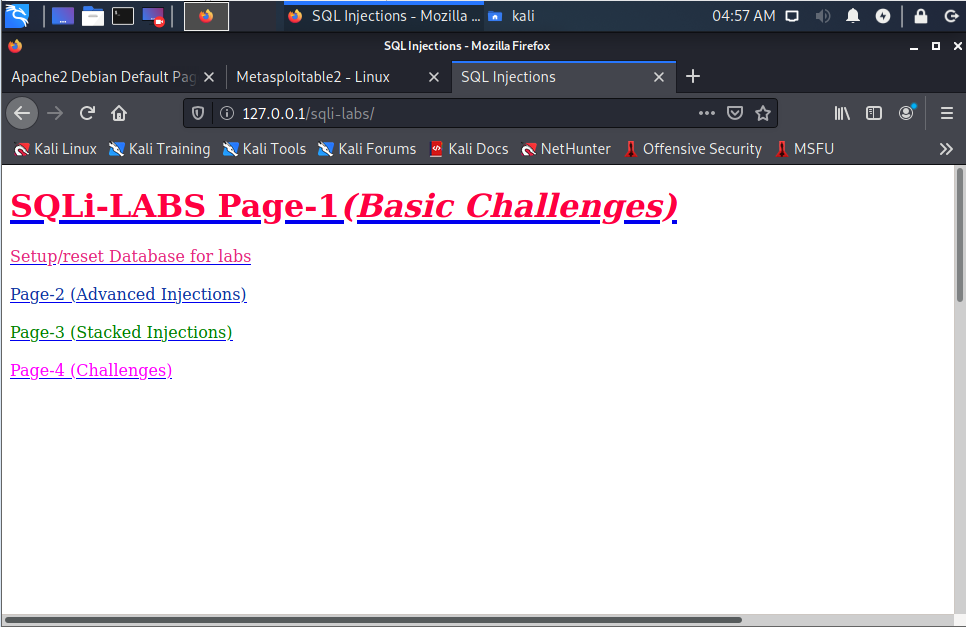 SQL Injections - Mozilla ... kali 04:57 AM
SQL Injections - Mozilla Firefox
Apache2 Debian Default Pag Metasploitable2 - Linux SQL Injections
127.0.0.1/sqli-labs/
Kali Linux Kali Training Kali Tools Kali Forums Kali Docs NetHunter Offensive Security MSFU
SQLi-LABS Page-1(Basic Challenges)
Setup/reset Database for labs
Page-2 (Advanced Injections)
Page-3 (Stacked Injections)
Page-4 (Challenges)